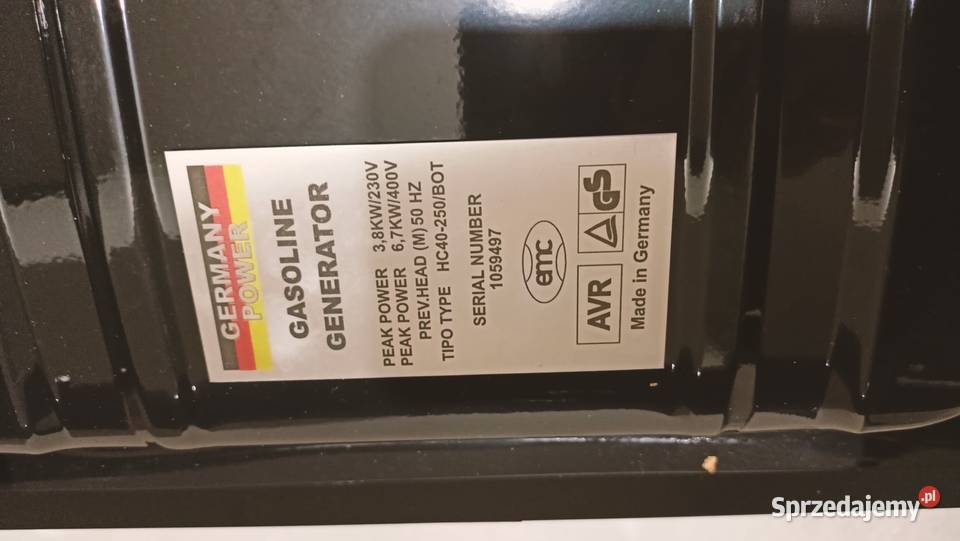 GERMANY
POWER
GASOLINE
GENERATOR
PEAK POWER 3,8KW/230V
PEAK POWER 6,7KW/400V
PREV.HEAD (M) 50 HZ
TIPO TYPE HC40-250/BOT
SERIAL NUMBER
1059497
emc
AVR GS
Made in Germany
Sprzedajemy.pl